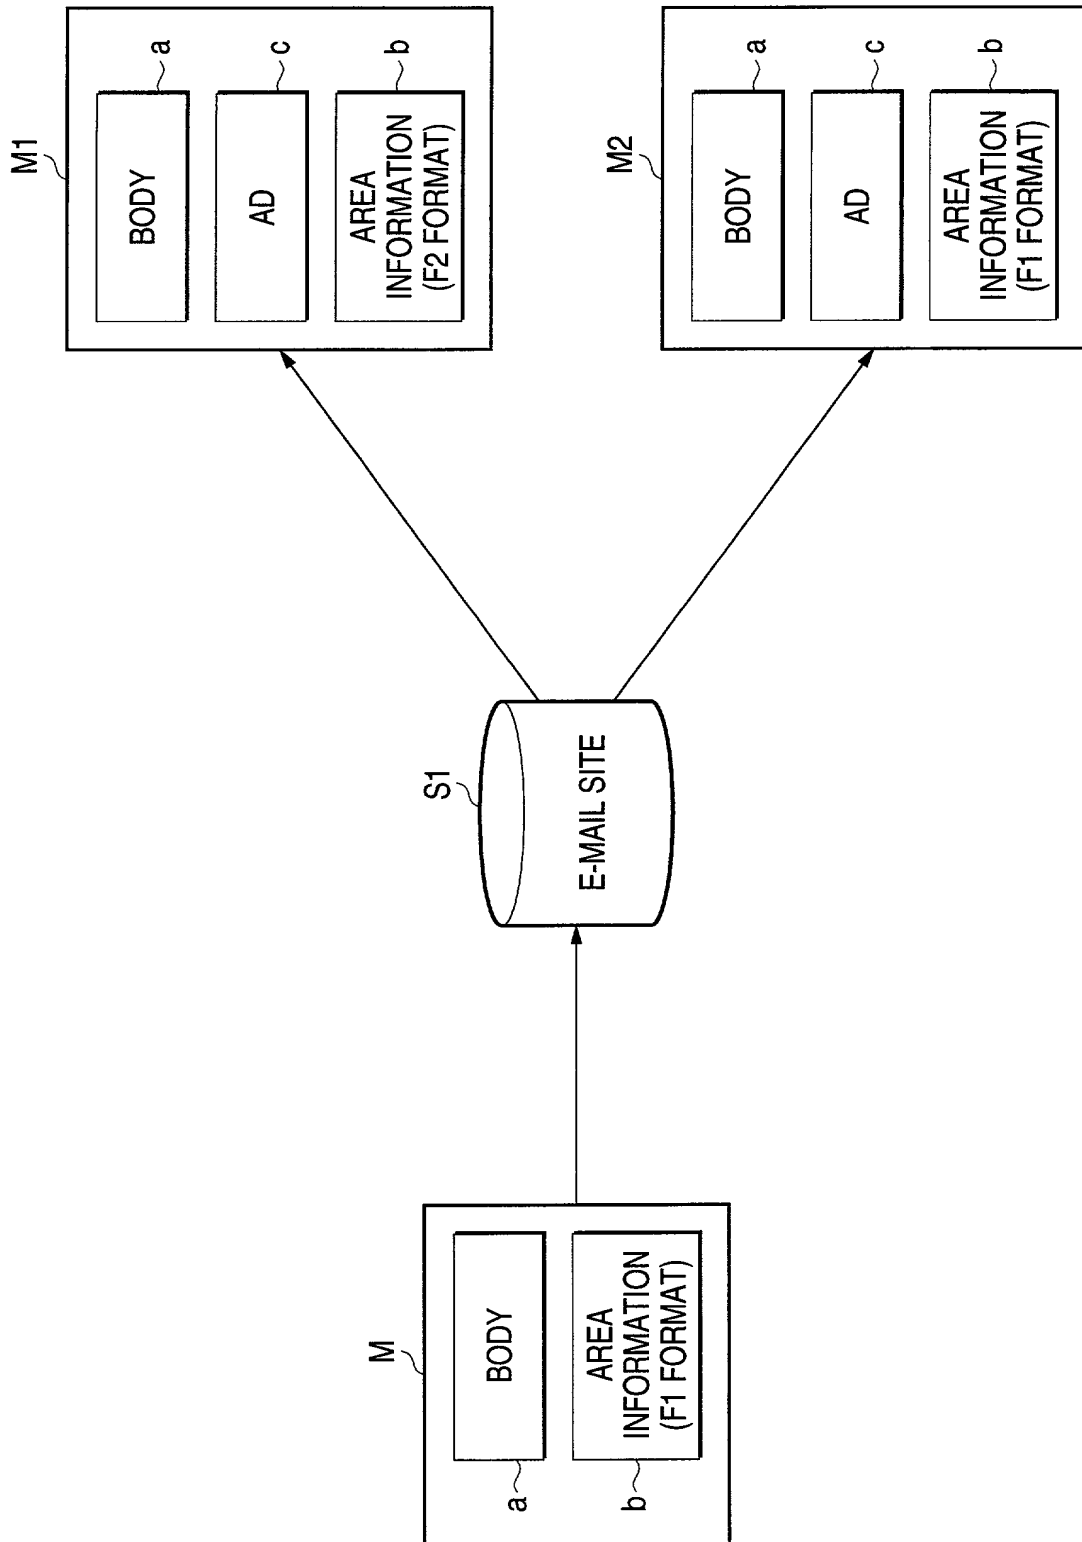 M
BODY
a
AREA
INFORMATION
(F1 FORMAT)
b
S1
E-MAIL SITE
M1
BODY
a
AD
c
AREA
INFORMATION
(F2 FORMAT)
b
M2
BODY
a
AD
c
AREA
INFORMATION
(F1 FORMAT)
b